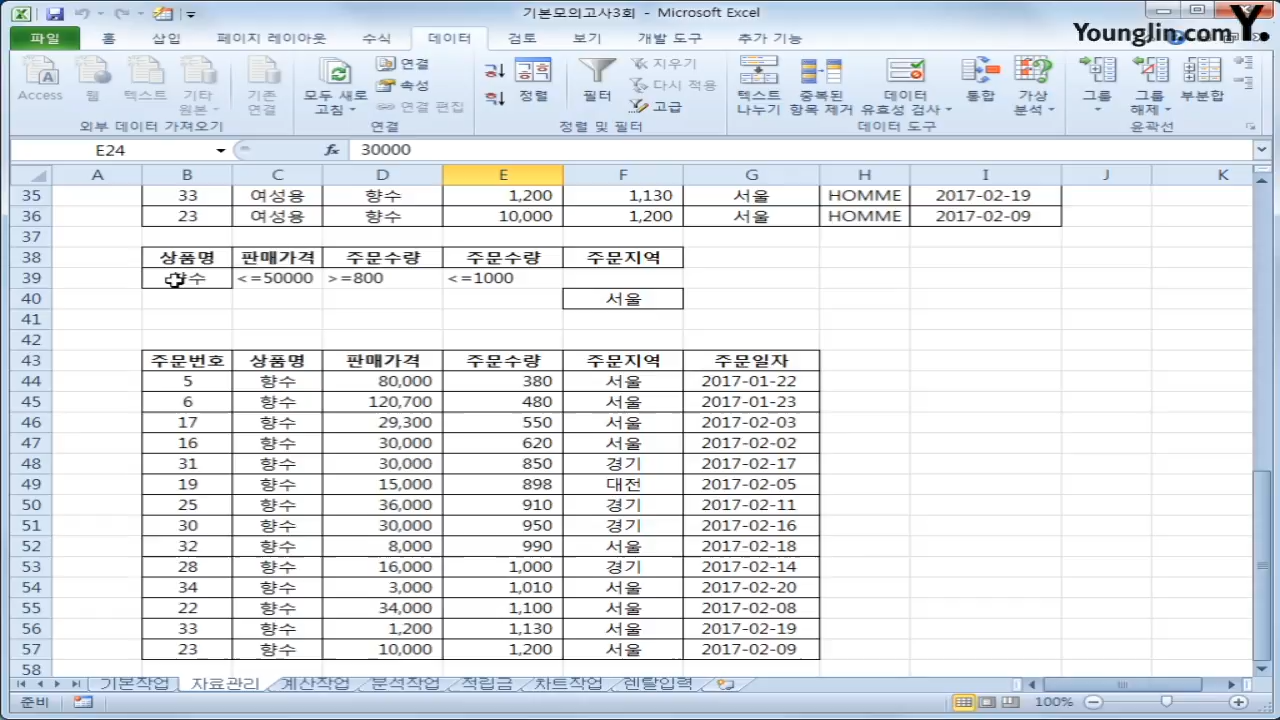 기본모의고사3회 - Microsoft Excel
Younglin.com Y.
파일 홈 삽입 페이지 레이아웃 수식 데이터 검토 보기 개발 도구 추가 기능
Access 웹 텍스트 기타 원본 기존 연결 모두 새로 고침 연결 속성 연결 편집 정렬 필터 지우기 다시 적용 고급 텍스트 나누기 중복된 항목 제거 데이터 유효성 검사 통합 가상 분석 그룹 그룹 해제 부분합
외부 데이터 가져오기 연결 정렬 및 필터 데이터 도구 윤곽선
E24 fx 30000
A B C D E F G H I J K
35 33 여성용 향수 1,200 1,130 서울 HOMME 2017-02-19
36 23 여성용 향수 10,000 1,200 서울 HOMME 2017-02-09
37
38 상품명 판매가격 주문수량 주문수량 주문지역
39 향수 <=50000 >=800 <=1000
40 서울
41
42
43 주문번호 상품명 판매가격 주문수량 주문지역 주문일자
44 5 향수 80,000 380 서울 2017-01-22
45 6 향수 120,700 480 서울 2017-01-23
46 17 향수 29,300 550 서울 2017-02-03
47 16 향수 30,000 620 서울 2017-02-02
48 31 향수 30,000 850 경기 2017-02-17
49 19 향수 15,000 898 대전 2017-02-05
50 25 향수 36,000 910 경기 2017-02-11
51 30 향수 30,000 950 경기 2017-02-16
52 32 향수 8,000 990 서울 2017-02-18
53 28 향수 16,000 1,000 경기 2017-02-14
54 34 향수 3,000 1,010 서울 2017-02-20
55 22 향수 34,000 1,100 서울 2017-02-08
56 33 향수 1,200 1,130 서울 2017-02-19
57 23 향수 10,000 1,200 서울 2017-02-09
58
기본작업 자료관리 계산작업 분석작업 적립금 차트작업 렌탈입력
준비 100%